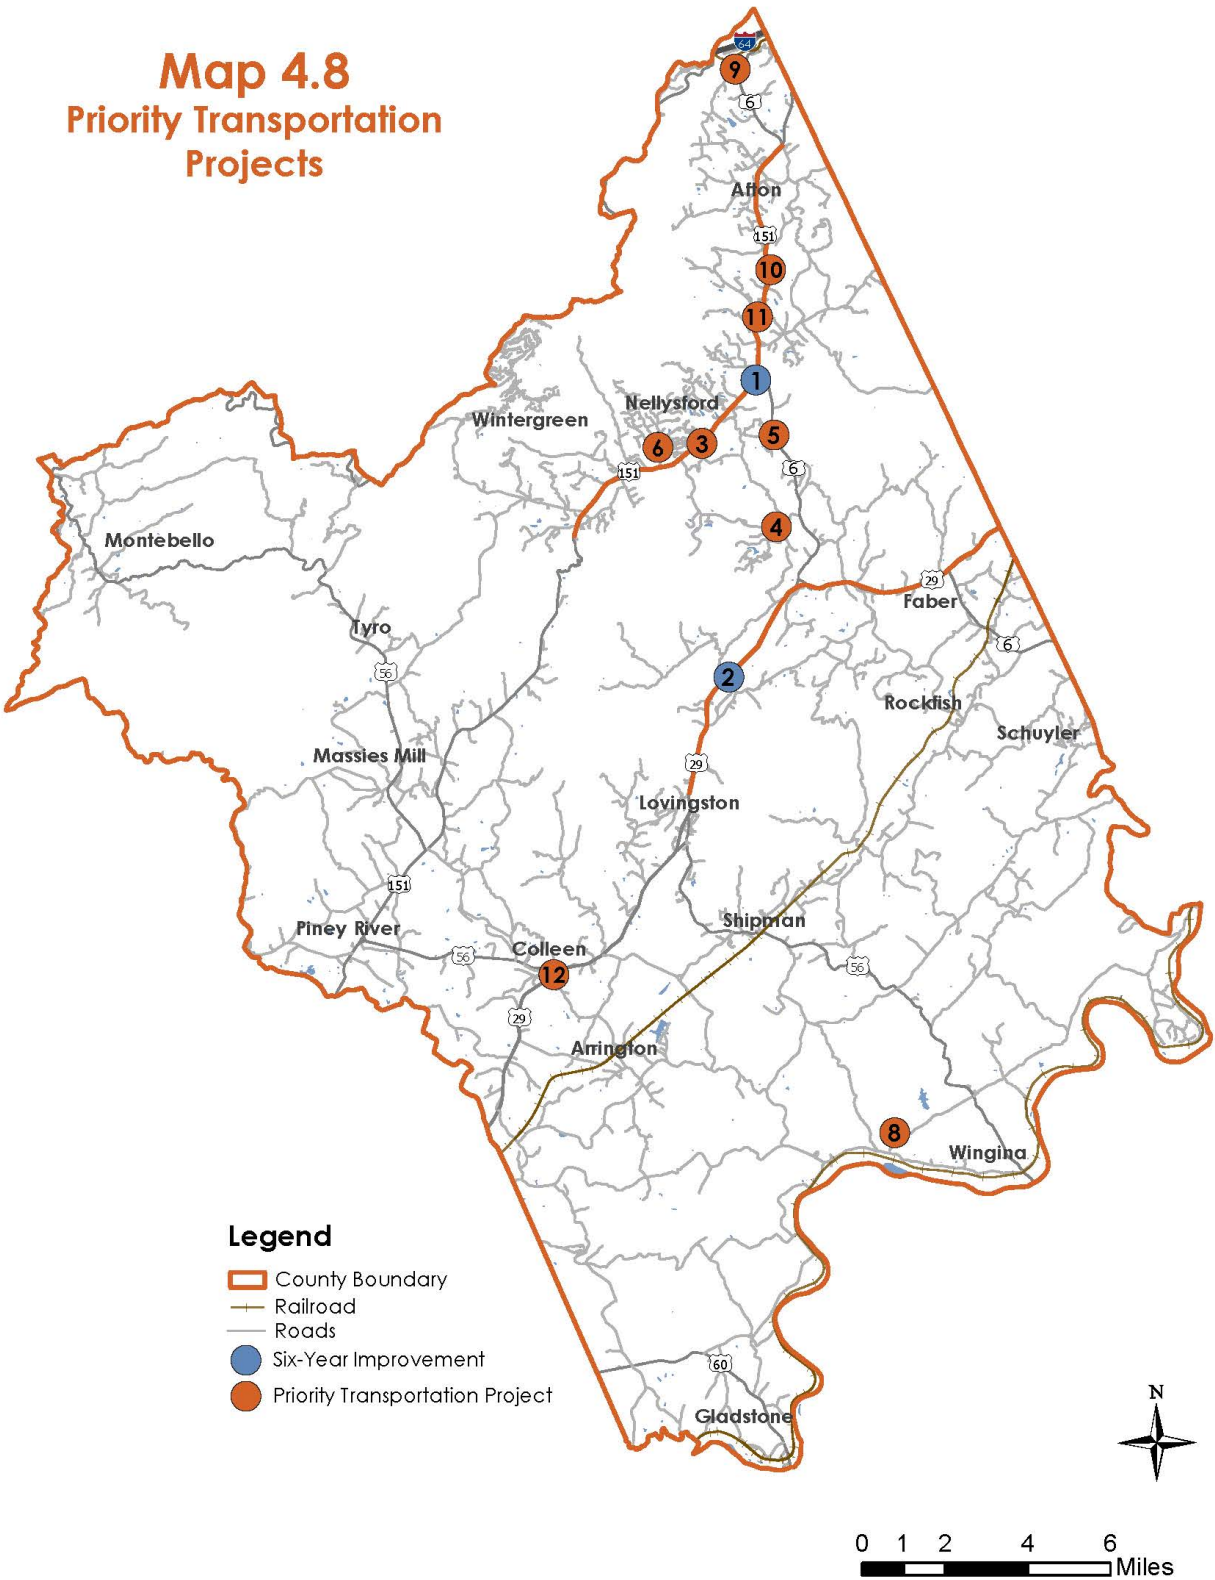 Map 4.8
Priority Transportation
Projects
64
9
6
Afton
151
10
11
1
Nellysford
Wintergreen
6
3
5
151
6
4
Montebello
29
Faber
Tyro
6
56
2
Rockfish
Schuyler
Massies Mill
29
Lovingston
151
Shipman
Piney River
Colleen
56
56
12
29
Arrington
8
Wingina
Legend
County Boundary
Railroad
Roads
Six-Year Improvement
Priority Transportation Project
60
Gladstone
N
0 1 2 4 6
Miles